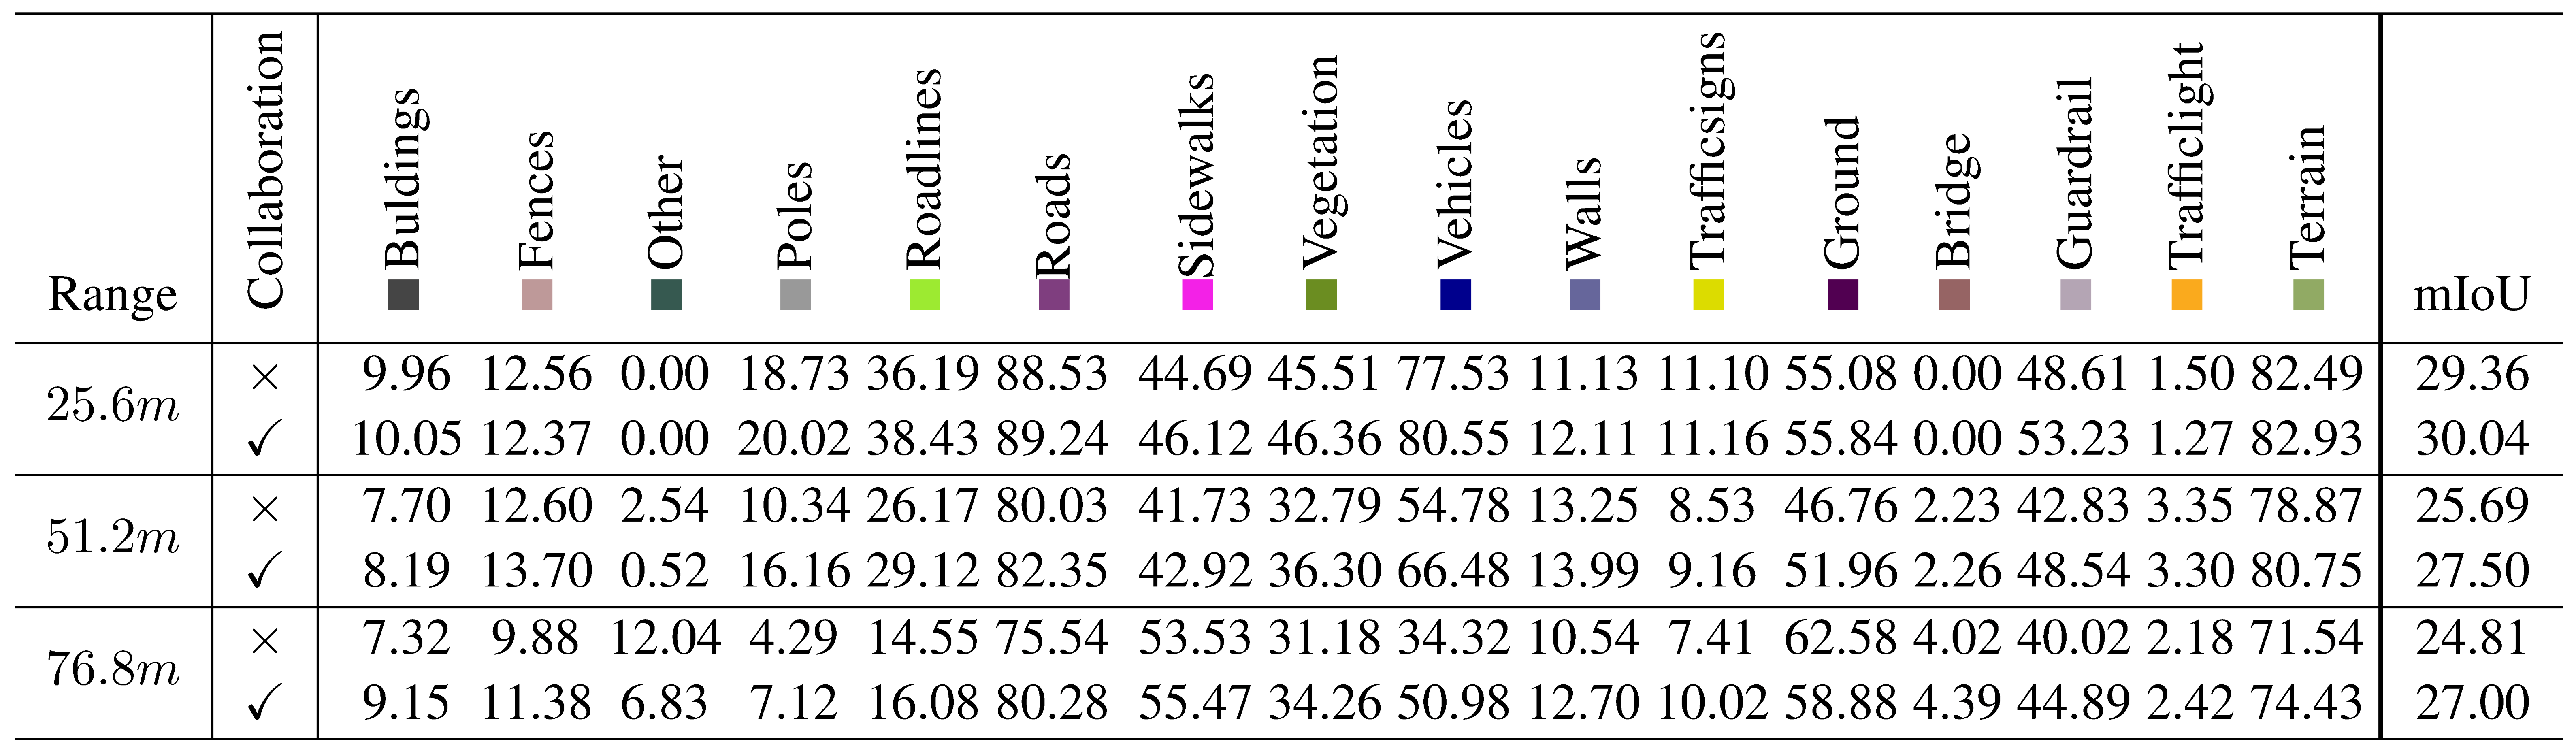 Range Collaboration Buildings Fences Other Poles Roadlines Roads Sidewalks Vegetation Vehicles Walls Trafficsigns Ground Bridge Guardrail Trafficlight Terrain mIoU
25.6m
× 9.96 12.56 0.00 18.73 36.19 88.53 44.69 45.51 77.53 11.13 11.10 55.08 0.00 48.61 1.50 82.49 29.36
✓ 10.05 12.37 0.00 20.02 38.43 89.24 46.12 46.36 80.55 12.11 11.16 55.84 0.00 53.23 1.27 82.93 30.04
51.2m
× 7.70 12.60 2.54 10.34 26.17 80.03 41.73 32.79 54.78 13.25 8.53 46.76 2.23 42.83 3.35 78.87 25.69
✓ 8.19 13.70 0.52 16.16 29.12 82.35 42.92 36.30 66.48 13.99 9.16 51.96 2.26 48.54 3.30 80.75 27.50
76.8m
× 7.32 9.88 12.04 4.29 14.55 75.54 53.53 31.18 34.32 10.54 7.41 62.58 4.02 40.02 2.18 71.54 24.81
✓ 9.15 11.38 6.83 7.12 16.08 80.28 55.47 34.26 50.98 12.70 10.02 58.88 4.39 44.89 2.42 74.43 27.00